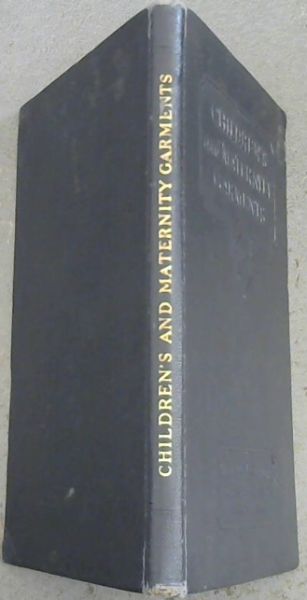 CHILDREN'S AND MATERNITY GARMENTS
CHILDREN'S
AND MATERNITY
GARMENTS